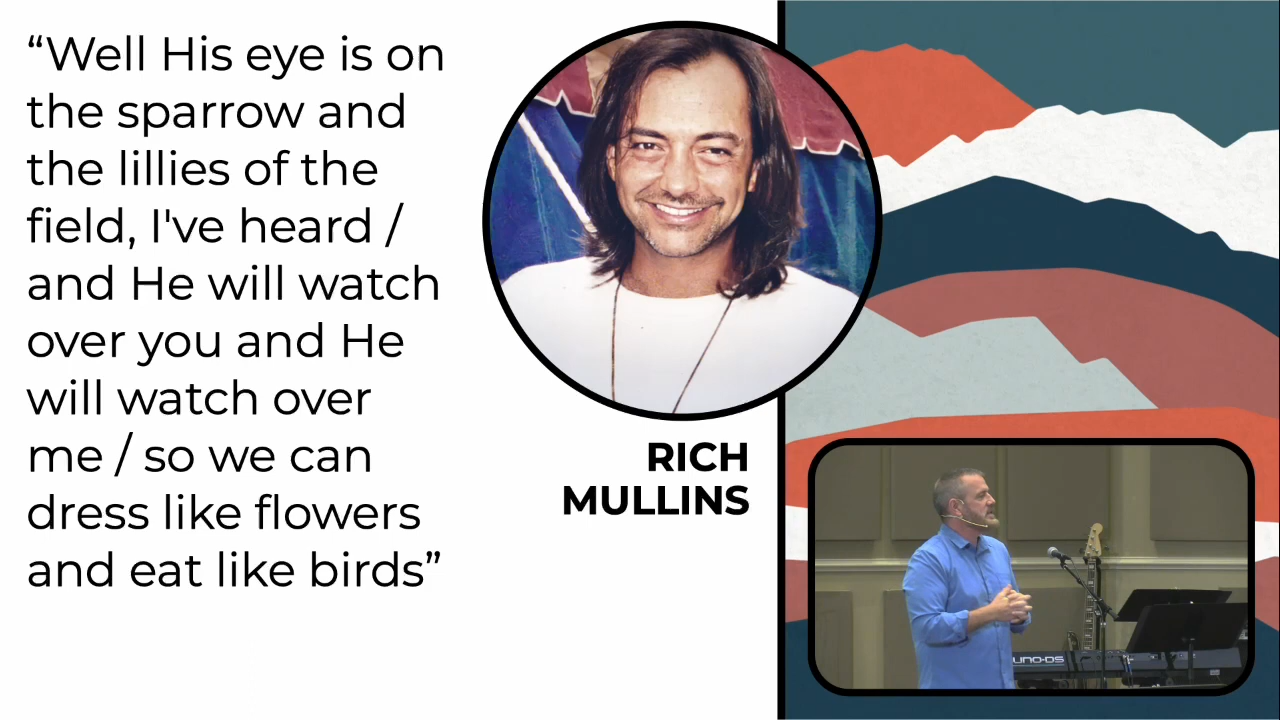 “Well His eye is on
the sparrow and
the lillies of the
field, I've heard /
and He will watch
over you and He
will watch over
me / so we can
dress like flowers
and eat like birds”
RICH
MULLINS
UNO-DS